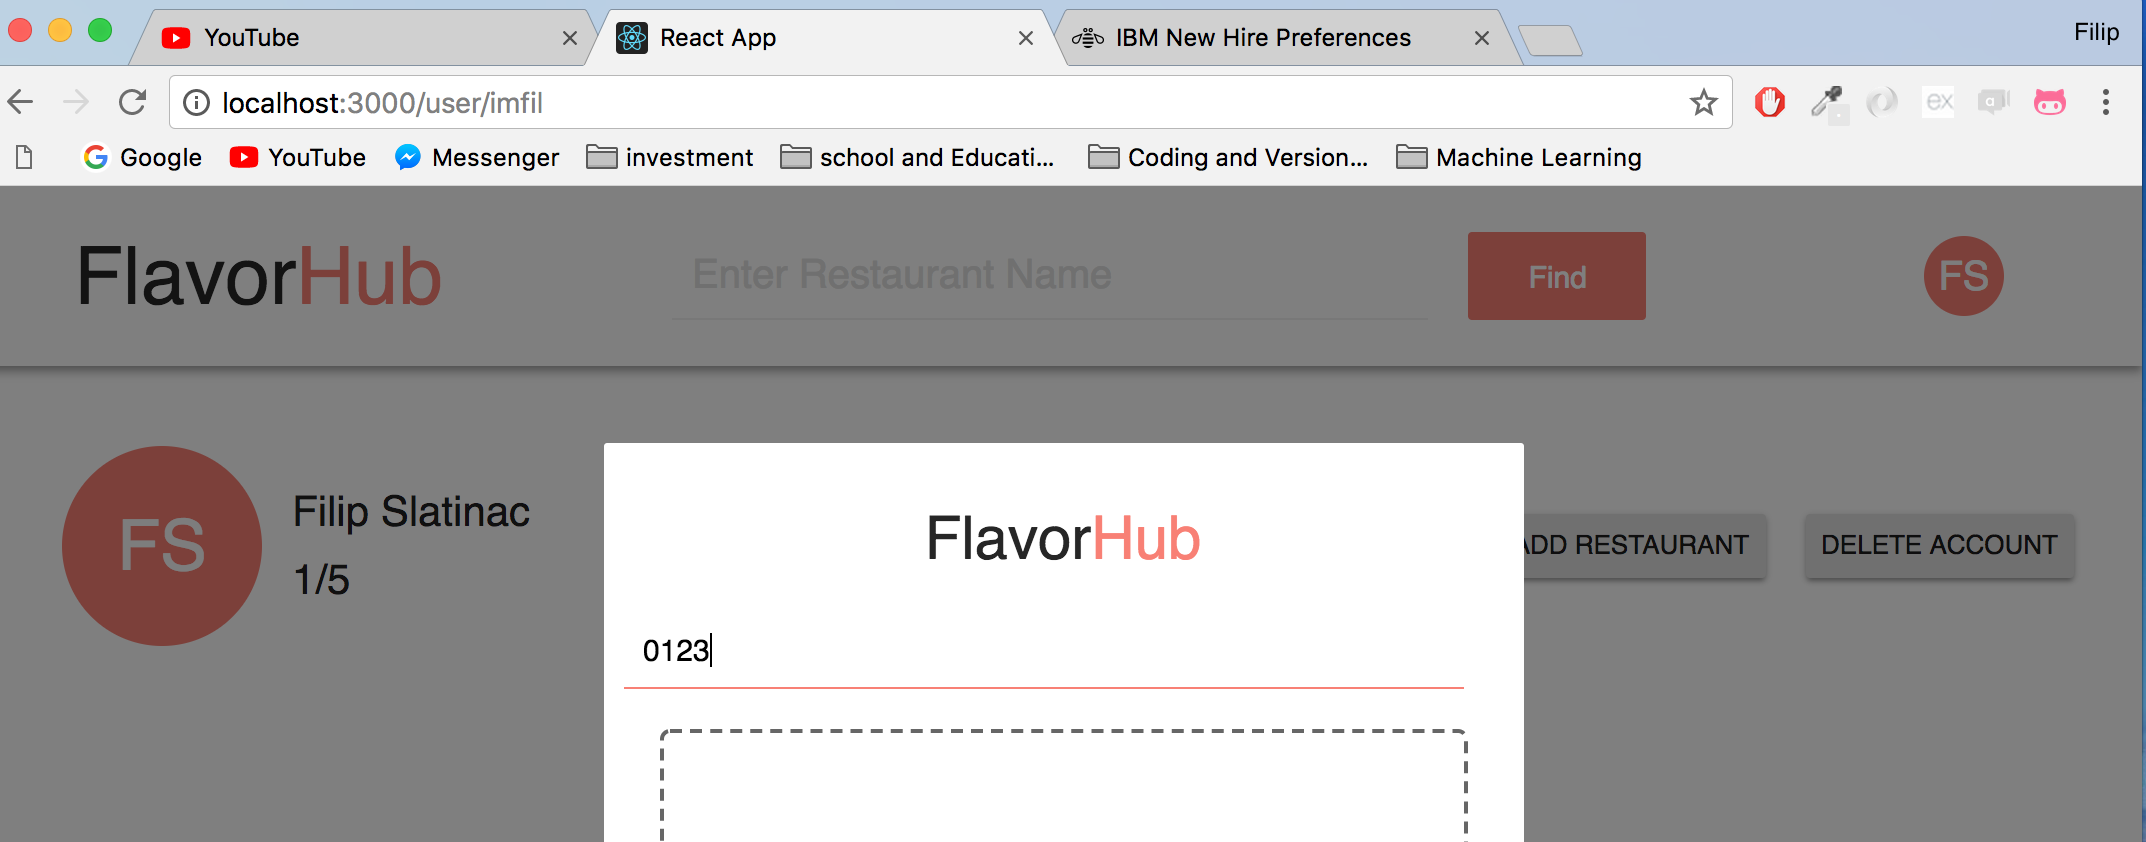 YouTube
React App
IBM New Hire Preferences
Filip
localhost:3000/user/imfil
ex
a
Google
YouTube
Messenger
investment
school and Educati...
Coding and Version...
Machine Learning
FlavorHub
Enter Restaurant Name
Find
FS
FS
Filip Slatinac
1/5
FlavorHub
ADD RESTAURANT
DELETE ACCOUNT
0123